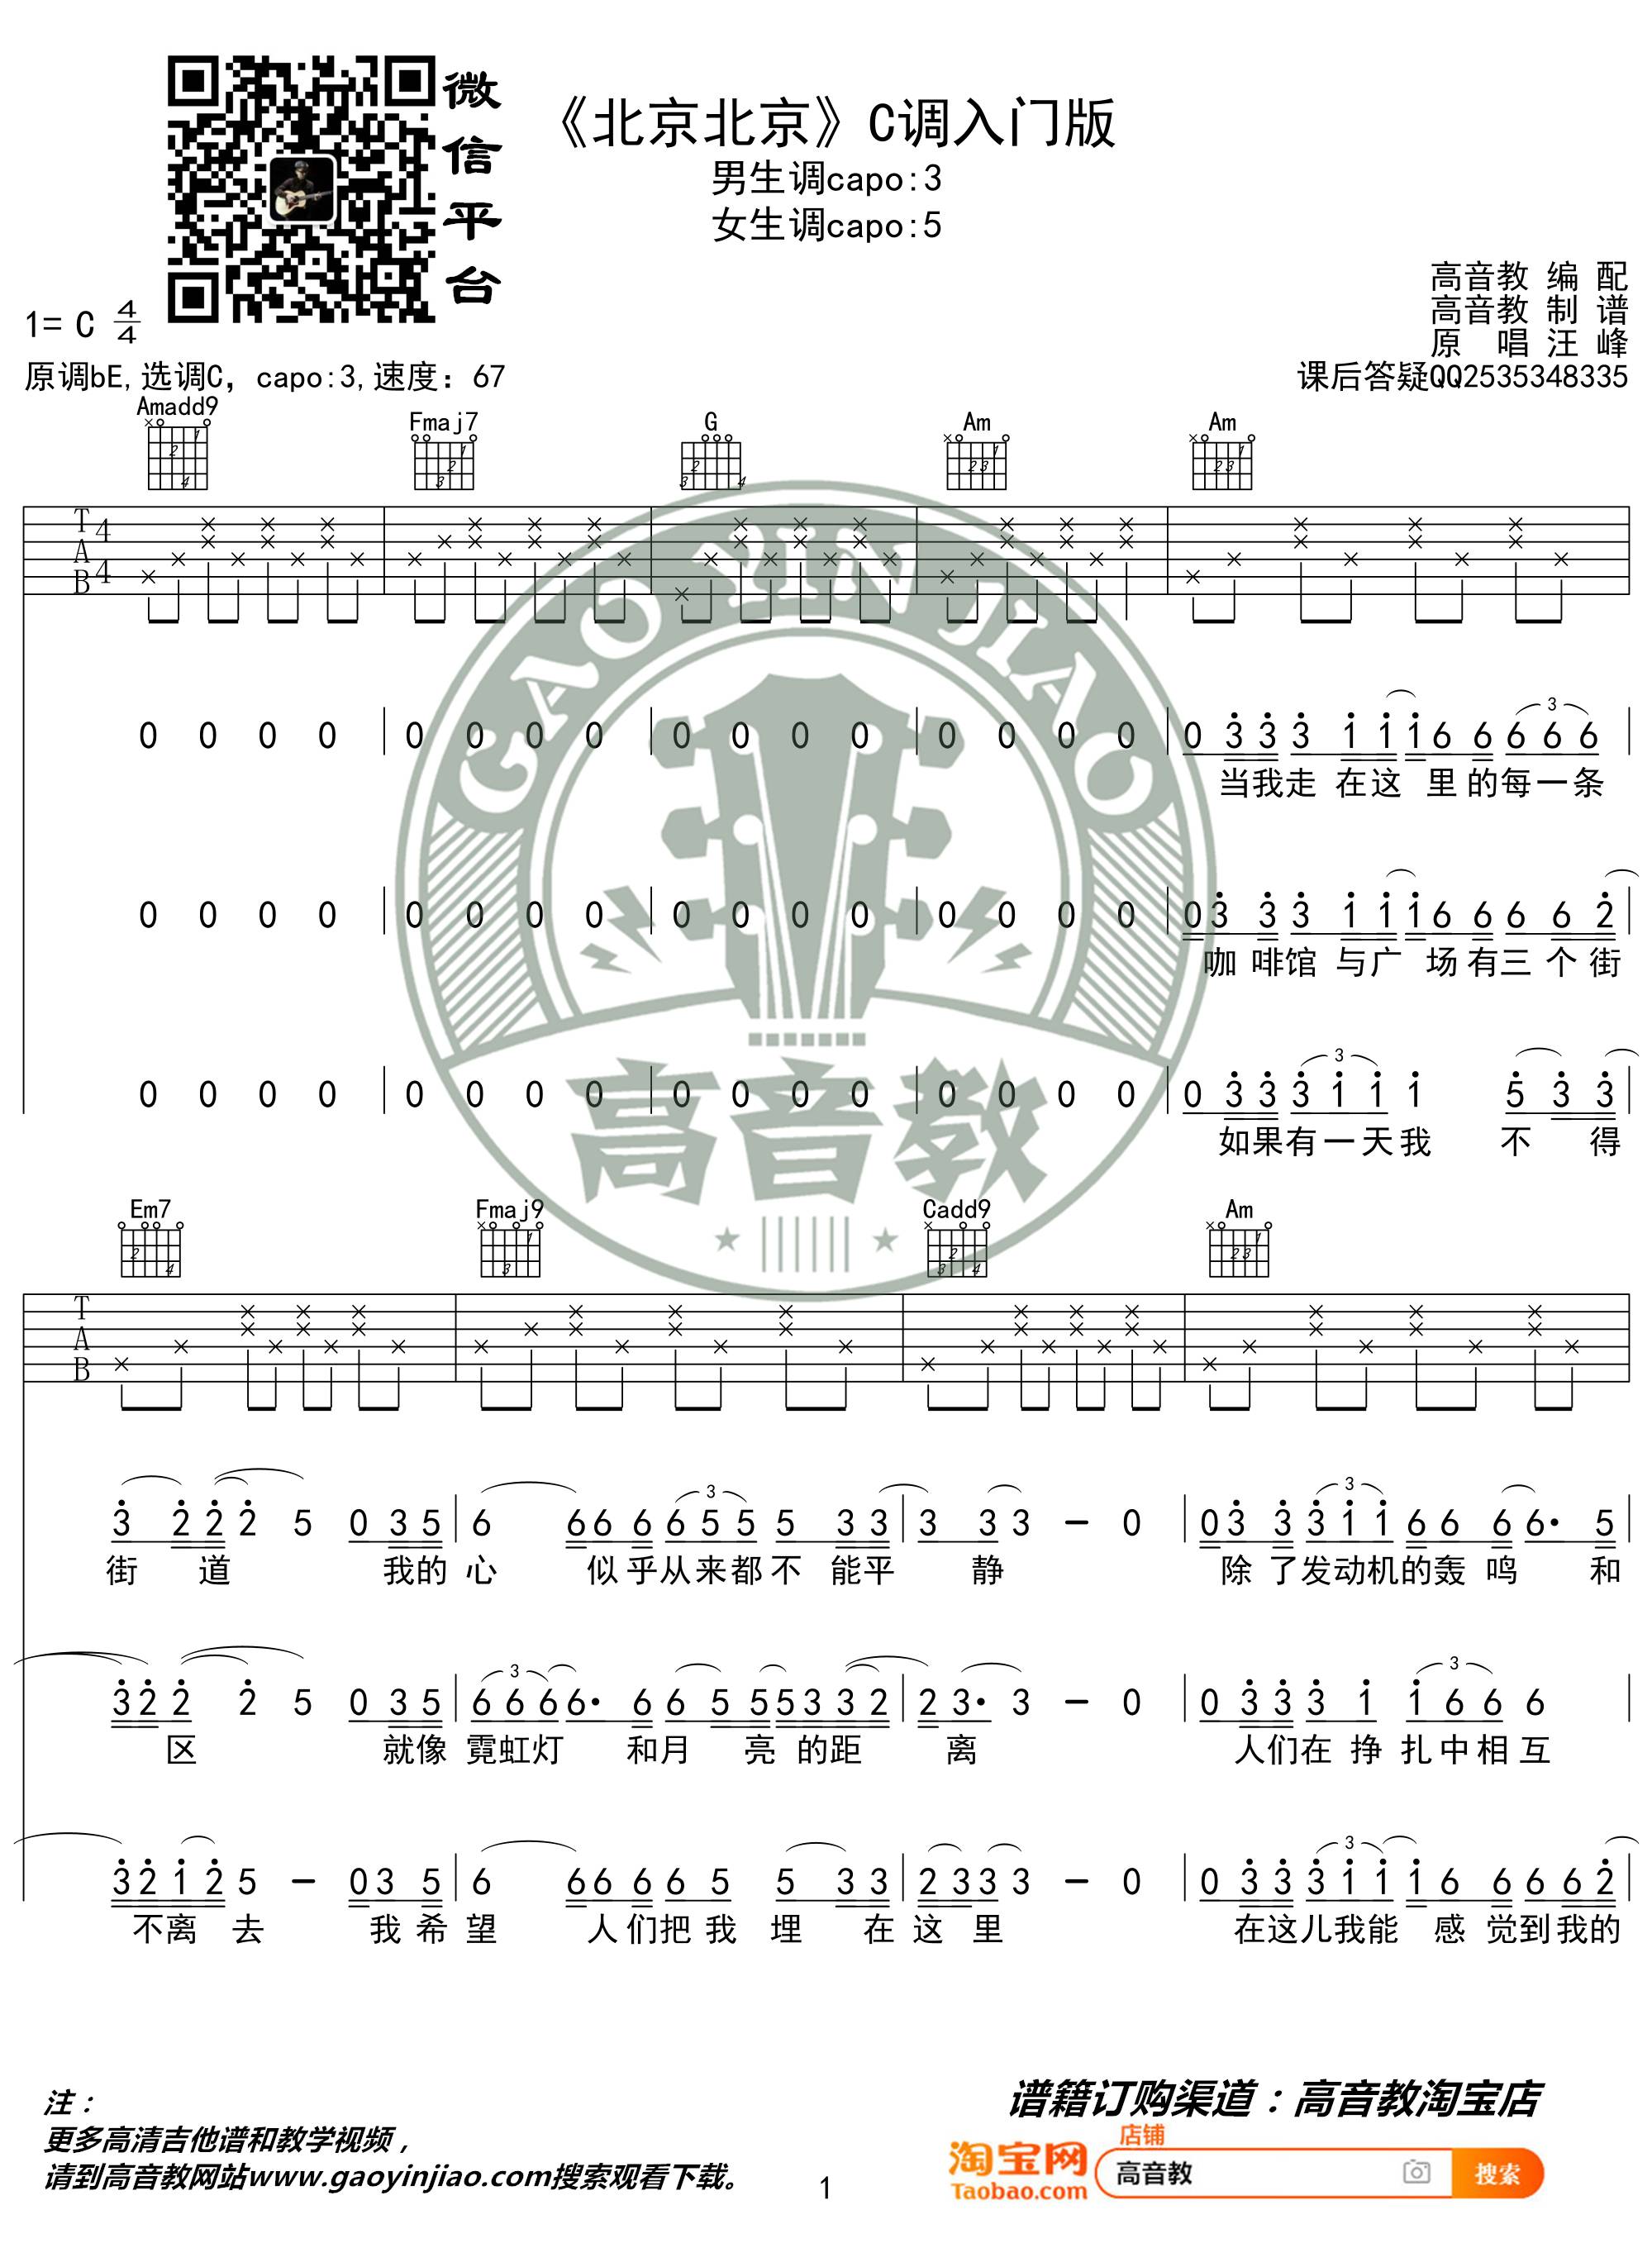 微信平台
《北京北京》C调入门版
男生调capo:3
女生调capo:5
高音教 编 配
高音教 制 谱
原 唱 汪 峰
1= C 4/4
原调bE,选调C，capo:3,速度：67
课后答疑QQ2535348335
Amadd9 Fmaj7 G Am Am
T A B 4 4
GAO YIN JIAO
0 0 0 0 | 0 0 0 0 | 0 0 0 0 | 0 0 0 0 | 0 3 3 3 1 1 1 6 6 6 6 6 |
当我走 在这 里的每一条
0 0 0 0 | 0 0 0 0 | 0 0 0 0 | 0 0 0 0 | 0 3 3 3 1 1 1 6 6 6 6 2 |
咖啡馆 与广 场有三个街
0 0 0 0 | 0 0 0 0 | 0 0 0 0 | 0 0 0 0 | 0 3 3 3 1 1 1 5 3 3 |
如果有一天我 不 得
高音教
Em7 Fmaj9 Cadd9 Am
T A B
3 2 2 2 5 0 3 5 | 6 6 6 6 6 5 5 5 3 3 | 3 3 3 - 0 | 0 3 3 3 1 1 6 6 6 6· 5
街 道 我的心 似乎从来都不 能平 静 除了发动机的轰鸣 和
3 2 2 2 5 0 3 5 | 6 6 6 6· 6 6 5 5 5 3 3 2 | 2 3· 3 - 0 | 0 3 3 3 1 1 6 6 6 |
区 就像 霓虹灯 和月 亮 的距 离 人们在 挣 扎中相互
3 2 1 2 5 - 0 3 5 | 6 6 6 6 6 5 5 3 3 | 2 3 3 3 - 0 | 0 3 3 3 1 1 1 6 6 6 6 2 |
不离 去 我希望 人们把我 埋 在 这 里 在这儿我能 感 觉到我的
注：
更多高清吉他谱和教学视频，
请到高音教网站www.gaoyinjiao.com搜索观看下载。
1
谱籍订购渠道：高音教淘宝店
店铺
淘宝网
Taobao.com
高音教
搜索